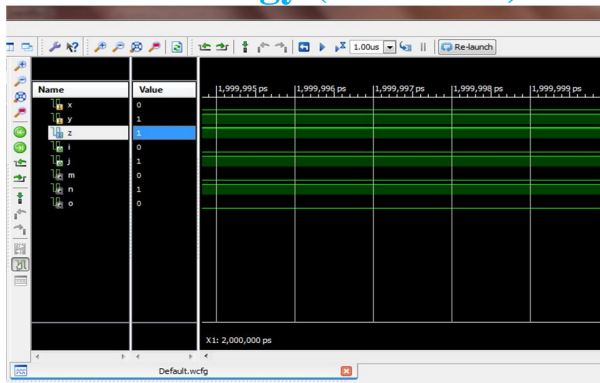 1.00us Re-launch
Name Value
1,999,995 ps 1,999,996 ps 1,999,997 ps 1,999,998 ps 1,999,999 ps
x 0
y 1
z 1
i 0
j 1
m 0
n 1
o 0
X1: 2,000,000 ps
Default.wcfg